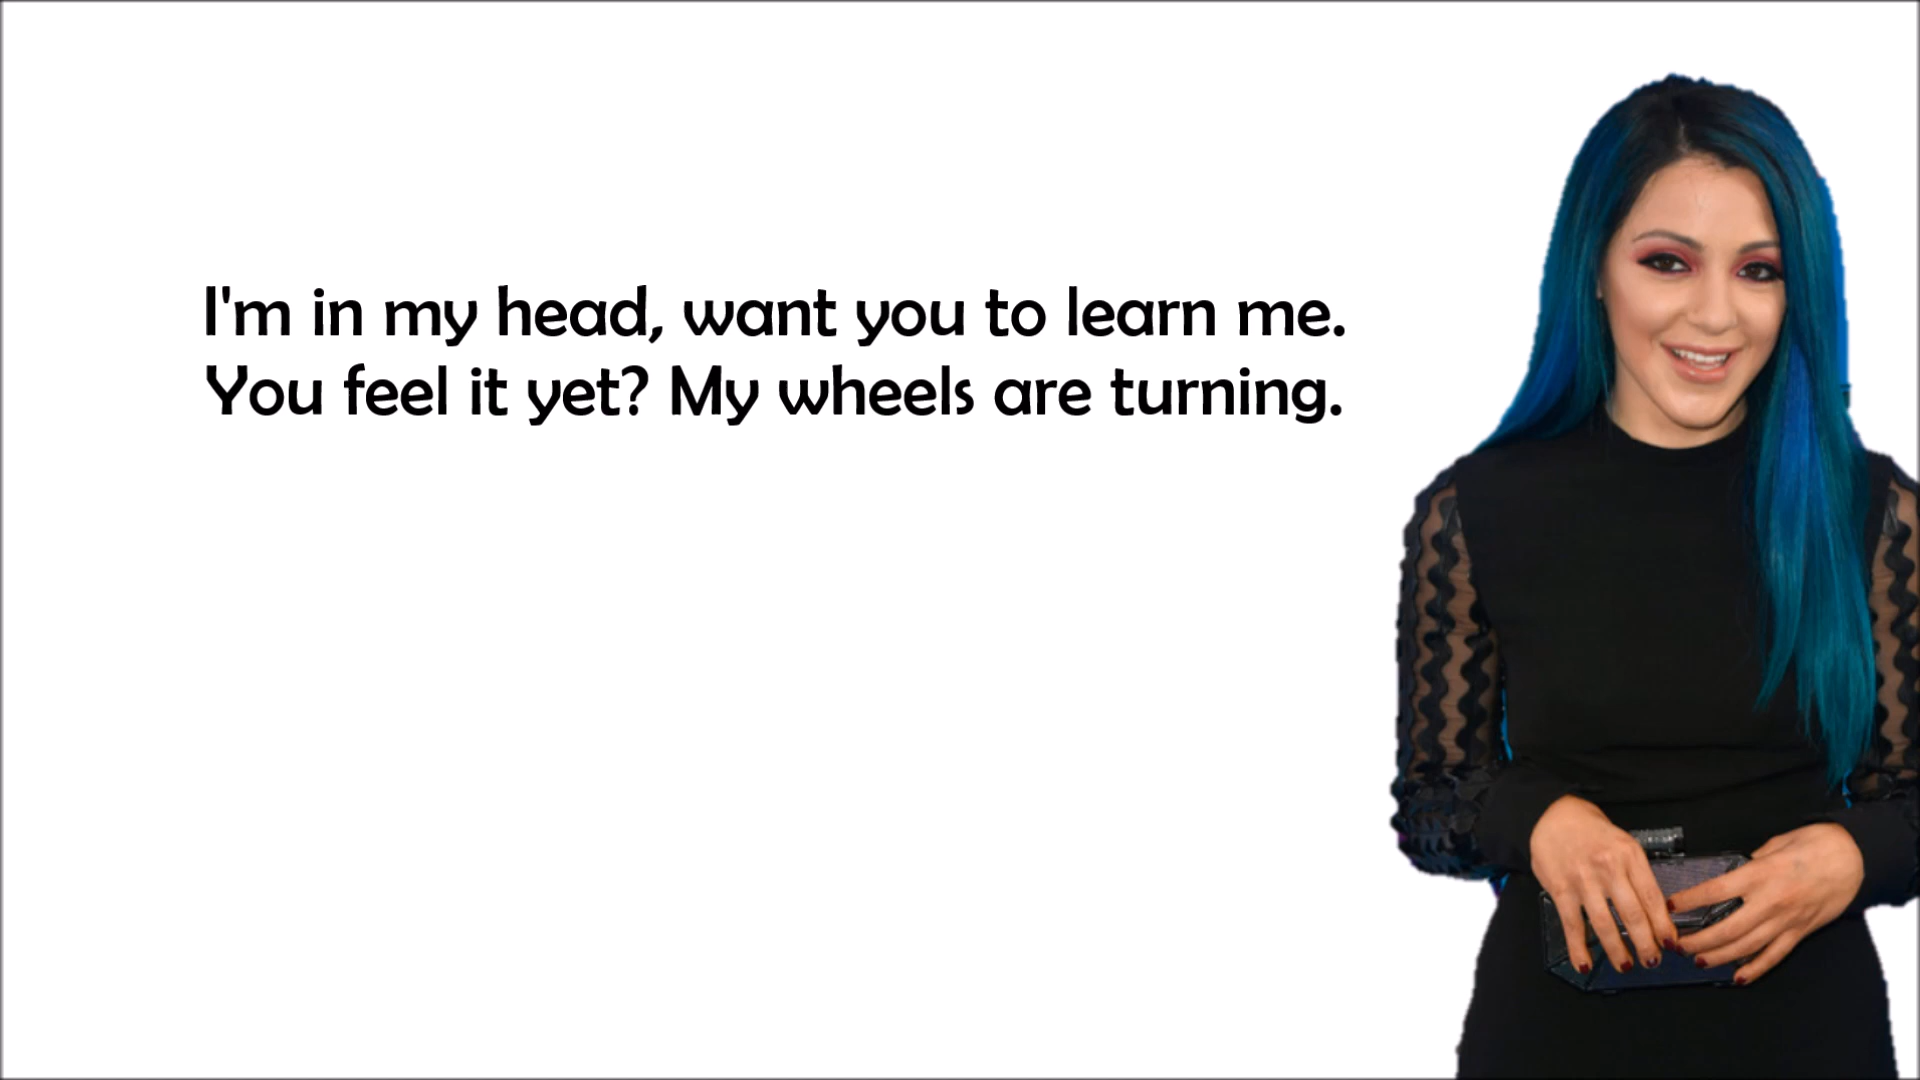 I'm in my head, want you to learn me.
You feel it yet? My wheels are turning.